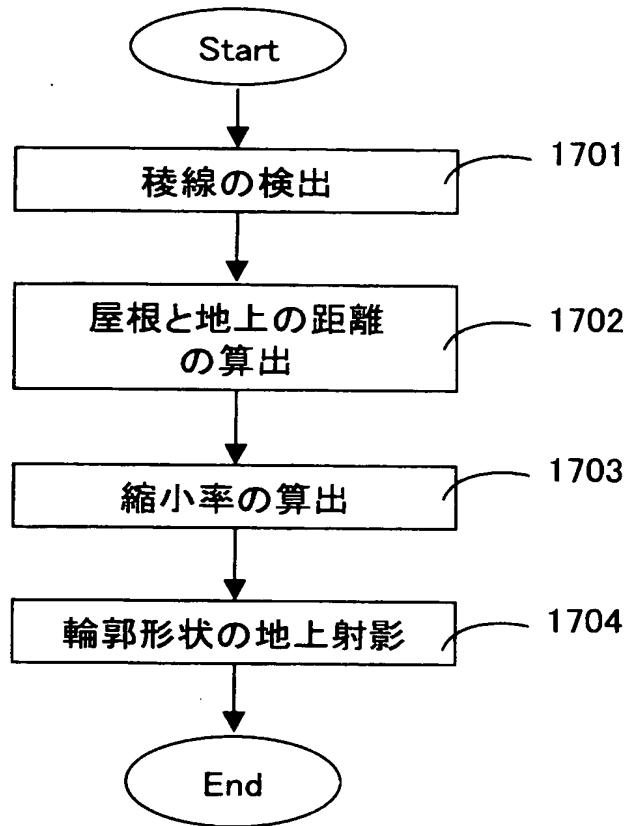 Start
稜線の検出
1701
屋根と地上の距離
の算出
1702
縮小率の算出
1703
輪郭形状の地上射影
1704
End